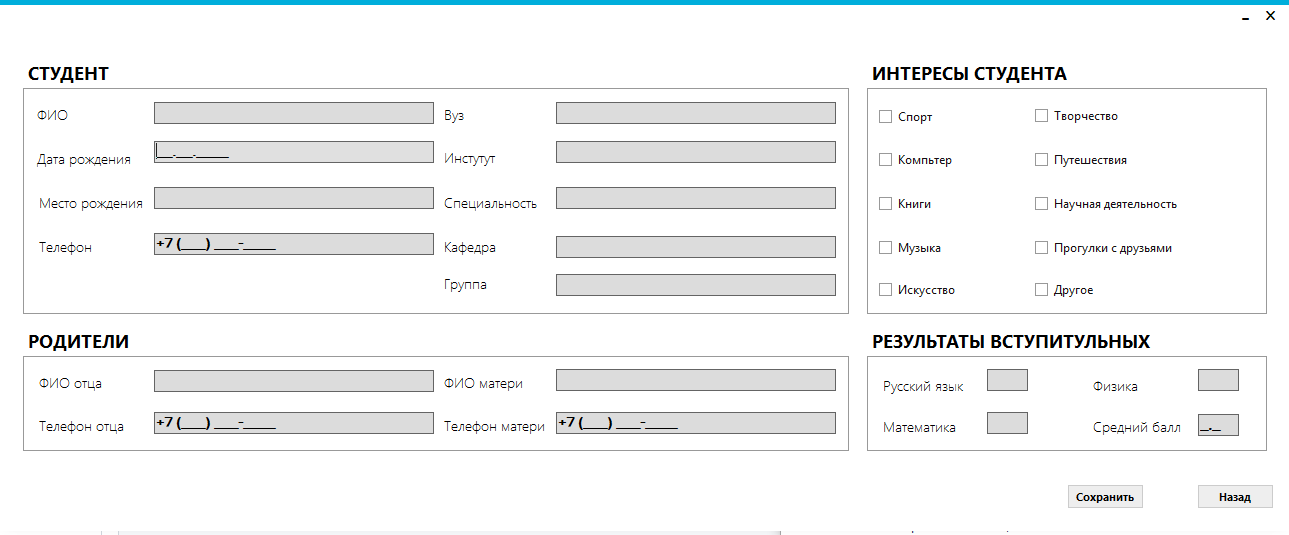 СТУДЕНТ
ФИО
Вуз
Дата рождения
__.__.____
Инстутут
Место рождения
Специальность
Телефон
+7 (___) ___-____
Кафедра
Группа
ИНТЕРЕСЫ СТУДЕНТА
Спорт
Творчество
Компьтер
Путешествия
Книги
Научная деятельность
Музыка
Прогулки с друзьями
Искусство
Другое
РОДИТЕЛИ
ФИО отца
ФИО матери
Телефон отца
+7 (___) ___-____
Телефон матери
+7 (___) ___-____
РЕЗУЛЬТАТЫ ВСТУПИТУЛЬНЫХ
Русский язык
Физика
Математика
Средний балл
_._
Сохранить
Назад